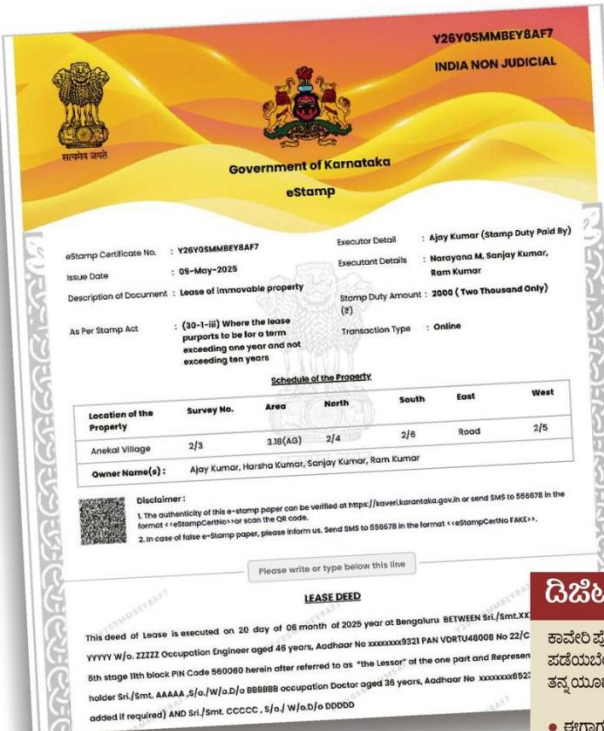 Y26Y0SMMBEY8AF7
INDIA NON JUDICIAL
सत्यमेव जयते
Government of Karnataka
eStamp
eStamp Certificate No. : Y26Y0SMMBEY8AF7
Issue Date : 09-May-2025
Description of Document : Lease of immovable property
As Per Stamp Act : (30-1-iii) Where the lease
purports to be for a term
exceeding one year and not
exceeding ten years
Executor Detail : Ajay Kumar (Stamp Duty Paid By)
Executant Details : Narayana M, Sanjay Kumar,
Ram Kumar
Stamp Duty Amount : 2000 ( Two Thousand Only)
(₹)
Transaction Type : Online
Schedule of the Property
Location of the Property Survey No. Area North South East West
Anekal Village 2/3 3.18(AG) 2/4 2/6 Road 2/5
Owner Name(s) : Ajay Kumar, Harsha Kumar, Sanjay Kumar, Ram Kumar
Disclaimer :
1. The authenticity of this e-stamp paper can be verified at https://kaveri.karantaka.gov.in or send SMS to 556678 in the
format <<eStampCertNo>>or scan the QR code.
2. In case of false e-Stamp paper, please inform us. Send SMS to 556678 in the format <<eStampCertNo FAKE>>.
Please write or type below this line
LEASE DEED
This deed of Lease is executed on 20 day of 06 month of 2025 year at Bengaluru BETWEEN Sri./Smt.XX
YYYYY W/o. ZZZZZ Occupation Engineer aged 46 years, Aadhaar No xxxxxxxx9321 PAN VDRTU4800B No 22/C
8th stage 11th block PIN Code 560060 herein after referred to as "the Lessor" of the one part and Represen
holder Sri./Smt. AAAAA ,S/o./W/o.D/o BBBBBB occupation Doctor aged 36 years, Aadhaar No xxxxxxxx652
added if required) AND Sri./Smt. CCCCC , S/o./ W/o.D/o DDDDD
ಡಿಜಿಟ
ಕಾವೇರಿ ಪೆ
ಪಡೆಯಬೇ
ತನ್ನ ಯೂ
• ಈಗಾಗ